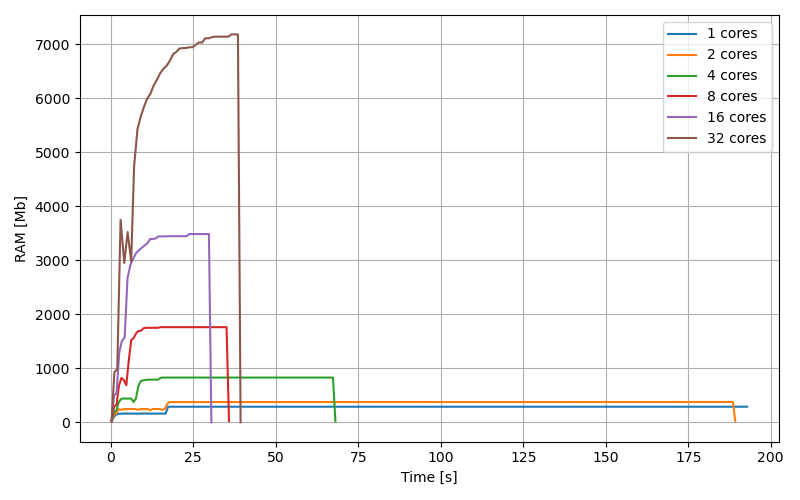 1 cores
2 cores
4 cores
8 cores
16 cores
32 cores
RAM [Mb]
7000
6000
5000
4000
3000
2000
1000
0
0 25 50 75 100 125 150 175 200
Time [s]